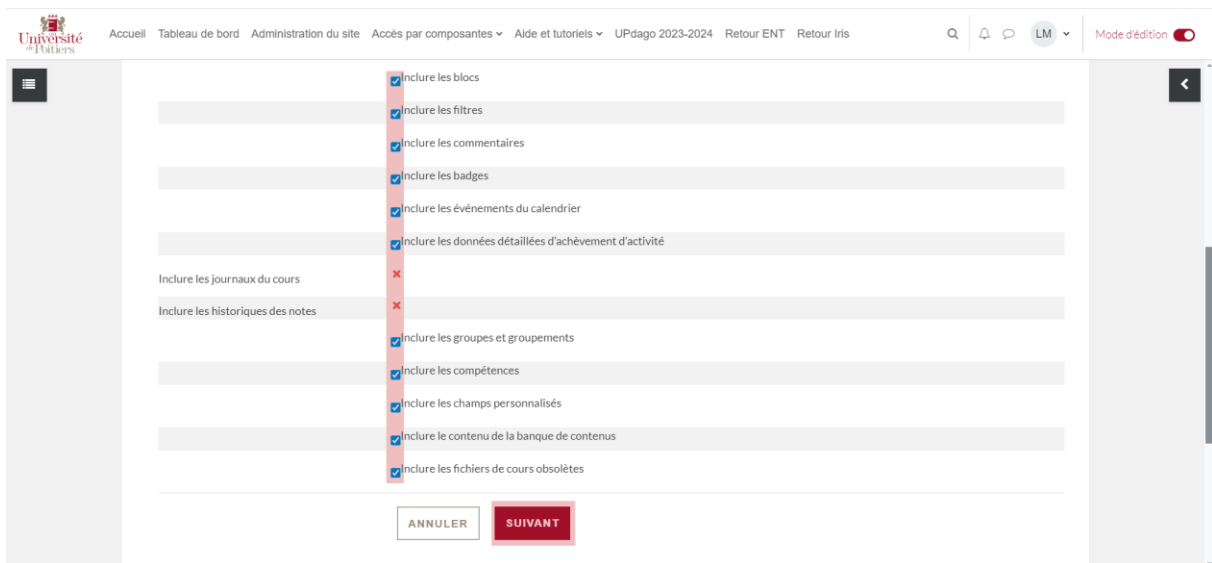 Université
de Poitiers
Accueil Tableau de bord Administration du site Accès par composantes Aide et tutoriels UPdago 2023-2024 Retour ENT Retour Iris LM Mode d'édition
Inclure les blocs
Inclure les filtres
Inclure les commentaires
Inclure les badges
Inclure les événements du calendrier
Inclure les données détaillées d'achèvement d'activité
Inclure les journaux du cours
Inclure les historiques des notes
Inclure les groupes et groupements
Inclure les compétences
Inclure les champs personnalisés
Inclure le contenu de la banque de contenus
Inclure les fichiers de cours obsolètes
ANNULER SUIVANT